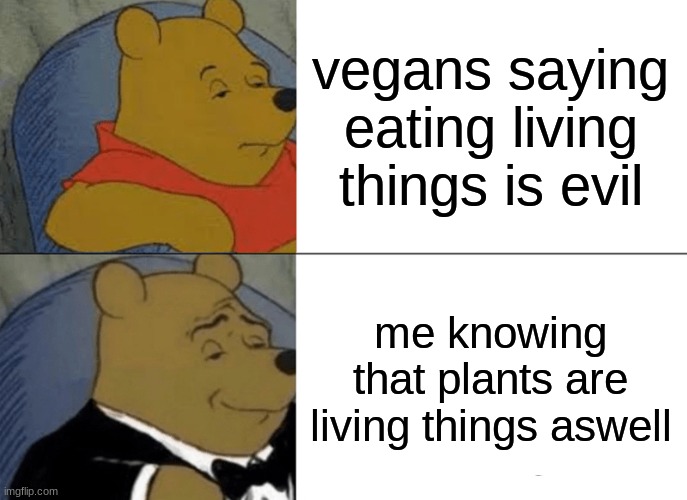 vegans saying
eating living
things is evil
me knowing
that plants are
living things aswell
imgflip.com